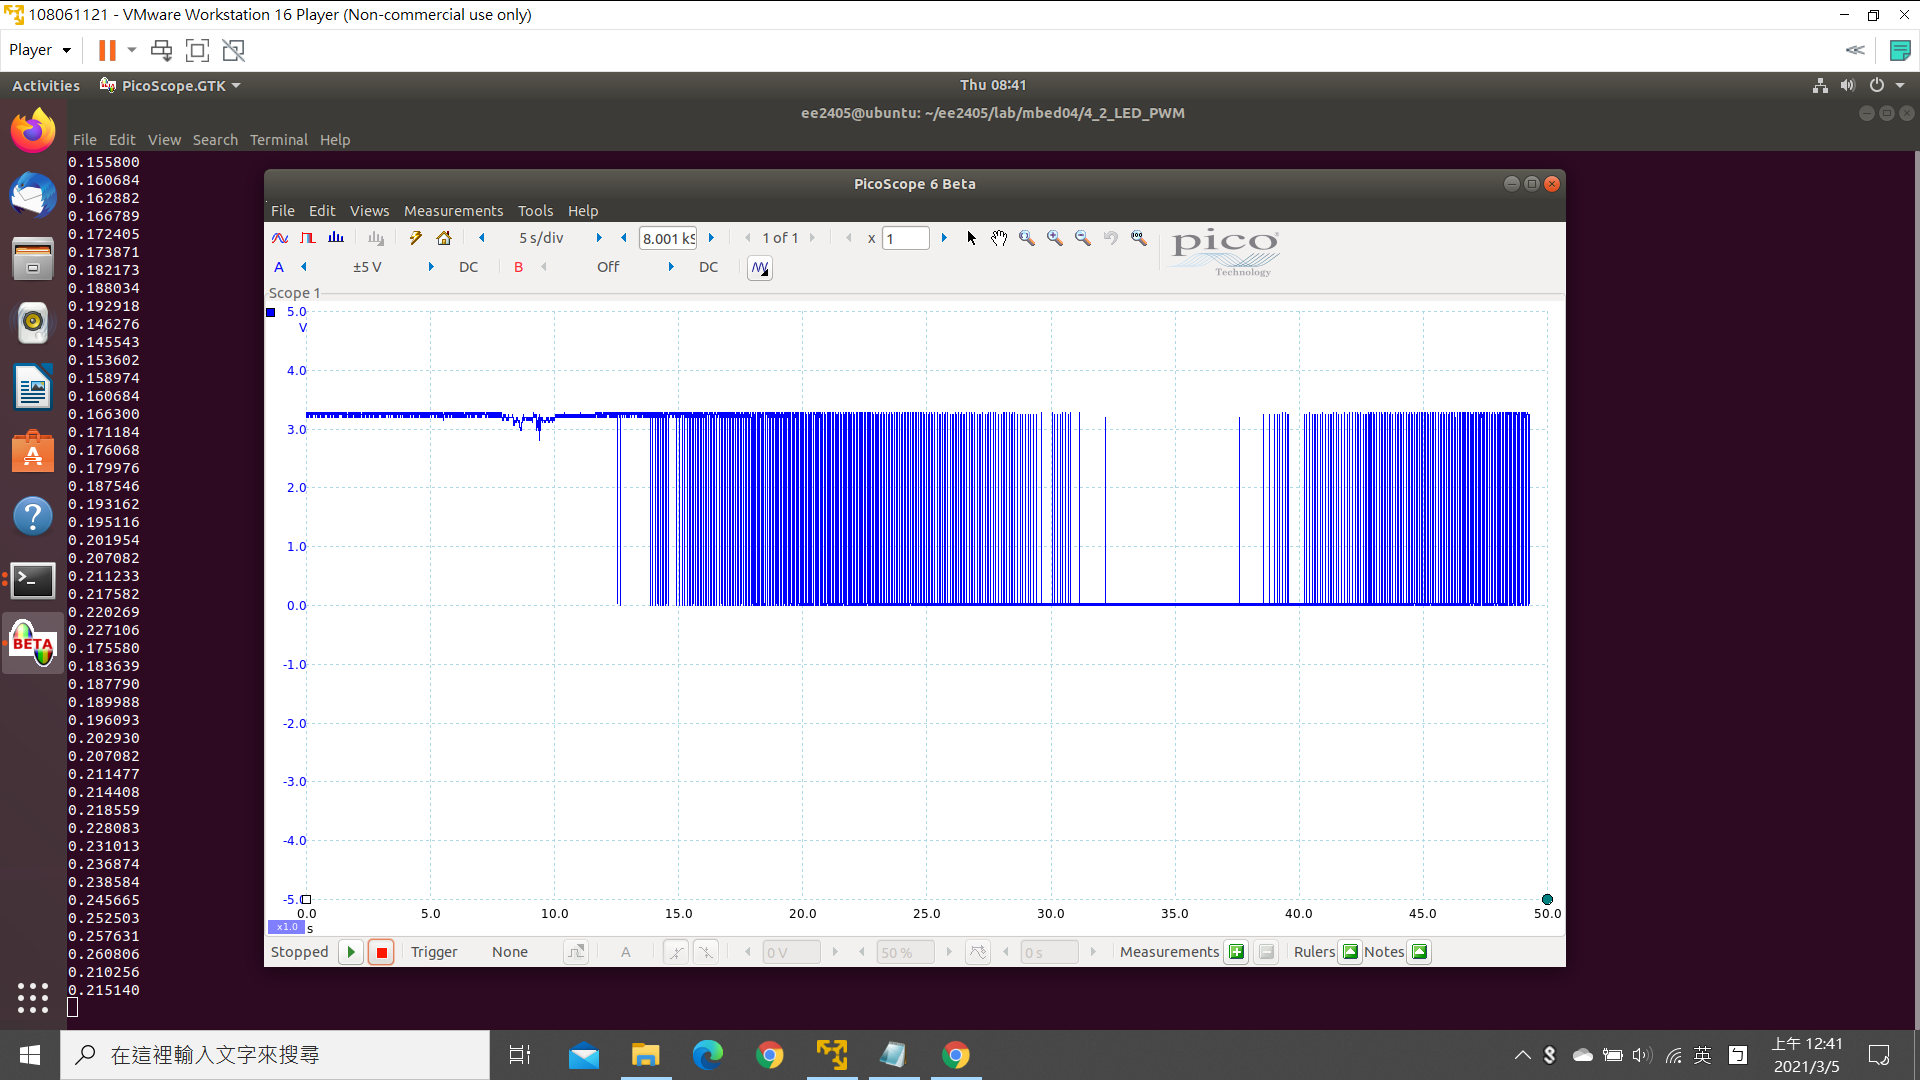 108061121 - VMware Workstation 16 Player (Non-commercial use only)
Player
Activities PicoScope.GTK Thu 08:41
ee2405@ubuntu: ~/ee2405/lab/mbed04/4_2_LED_PWM
File Edit View Search Terminal Help
0.155800
0.160684
0.162882
0.166789
0.172405
0.173871
0.182173
0.188034
0.192918
0.146276
0.145543
0.153602
0.158974
0.160684
0.166300
0.171184
0.176068
0.179976
0.187546
0.193162
0.195116
0.201954
0.207082
0.211233
0.217582
0.220269
0.227106
0.175580
0.183639
0.187790
0.189988
0.196093
0.202930
0.207082
0.211477
0.214408
0.218559
0.228083
0.231013
0.236874
0.238584
0.245665
0.252503
0.257631
0.260806
0.210256
0.215140
BETA
PicoScope 6 Beta
File Edit Views Measurements Tools Help
5 s/div 8.001 kS 1 of 1 x 1
pico
Technology
A ±5 V DC B Off DC
Scope 1
5.0
V
4.0
3.0
2.0
1.0
0.0
-1.0
-2.0
-3.0
-4.0
-5.0
0.0 5.0 10.0 15.0 20.0 25.0 30.0 35.0 40.0 45.0 50.0
x1.0 s
Stopped Trigger None A 0 V 50 % 0 s Measurements Rulers Notes
在這裡輸入文字來搜尋
英
上午 12:41
2021/3/5